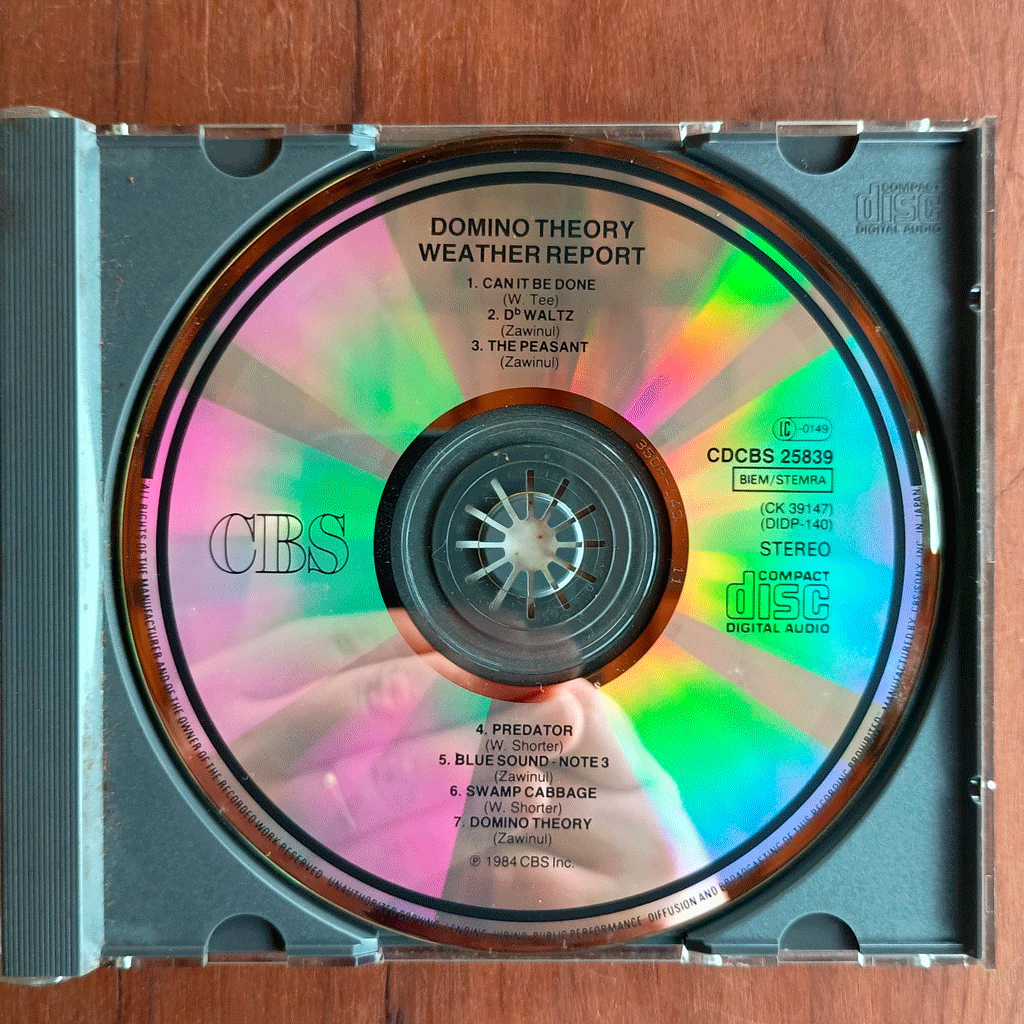 DOMINO THEORY
WEATHER REPORT
1. CAN IT BE DONE
(W. Tee)
2. Dᵇ WALTZ
(Zawinul)
3. THE PEASANT
(Zawinul)
COMPACT
disc
DIGITAL AUDIO
LC -0149
CDCBS 25839
BIEM/STEMRA
(CK 39147)
(DIDP-140)
STEREO
COMPACT
disc
DIGITAL AUDIO
CBS
4. PREDATOR
(W. Shorter)
5. BLUE SOUND - NOTE 3
(Zawinul)
6. SWAMP CABBAGE
(W. Shorter)
7. DOMINO THEORY
(Zawinul)
℗ 1984 CBS Inc.
ALL RIGHTS OF THE MANUFACTURER AND OF THE OWNER OF THE RECORDED WORK RESERVED. UNAUTHORIZED COPYING, LENDING, HIRING, PUBLIC PERFORMANCE, DIFFUSION AND BROADCASTING OF THIS RECORDING PROHIBITED. MANUFACTURED BY CBS/SONY INC. IN JAPAN